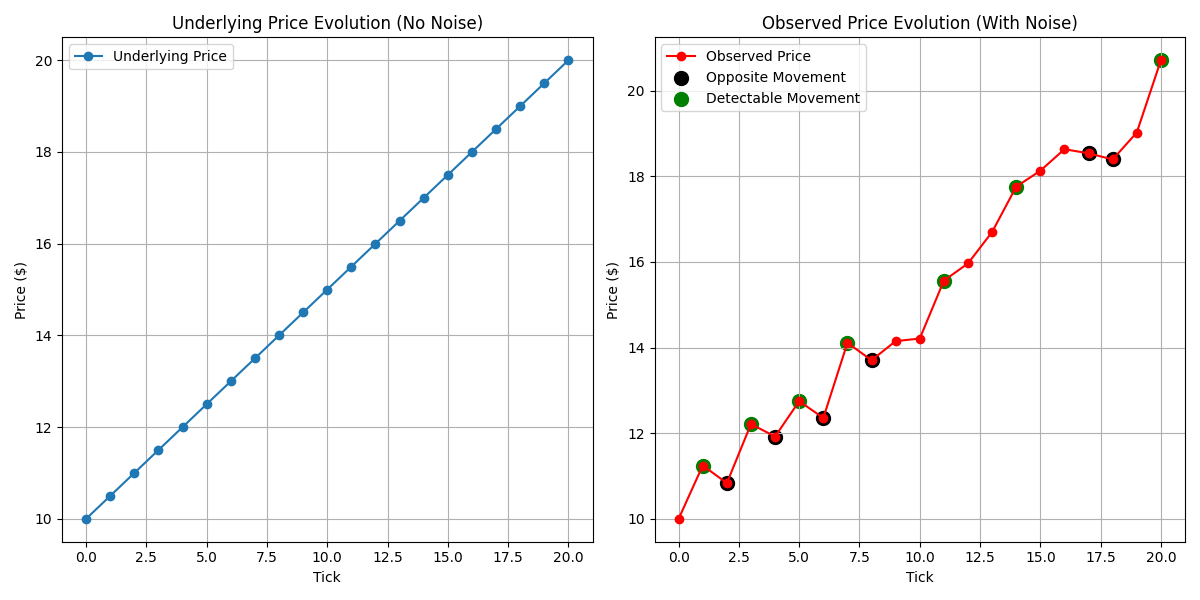 Underlying Price Evolution (No Noise)
Underlying Price
20
18
16
14
12
10
Price ($)
0.0 2.5 5.0 7.5 10.0 12.5 15.0 17.5 20.0
Tick
Observed Price Evolution (With Noise)
Observed Price
Opposite Movement
Detectable Movement
20
18
16
14
12
10
Price ($)
0.0 2.5 5.0 7.5 10.0 12.5 15.0 17.5 20.0
Tick